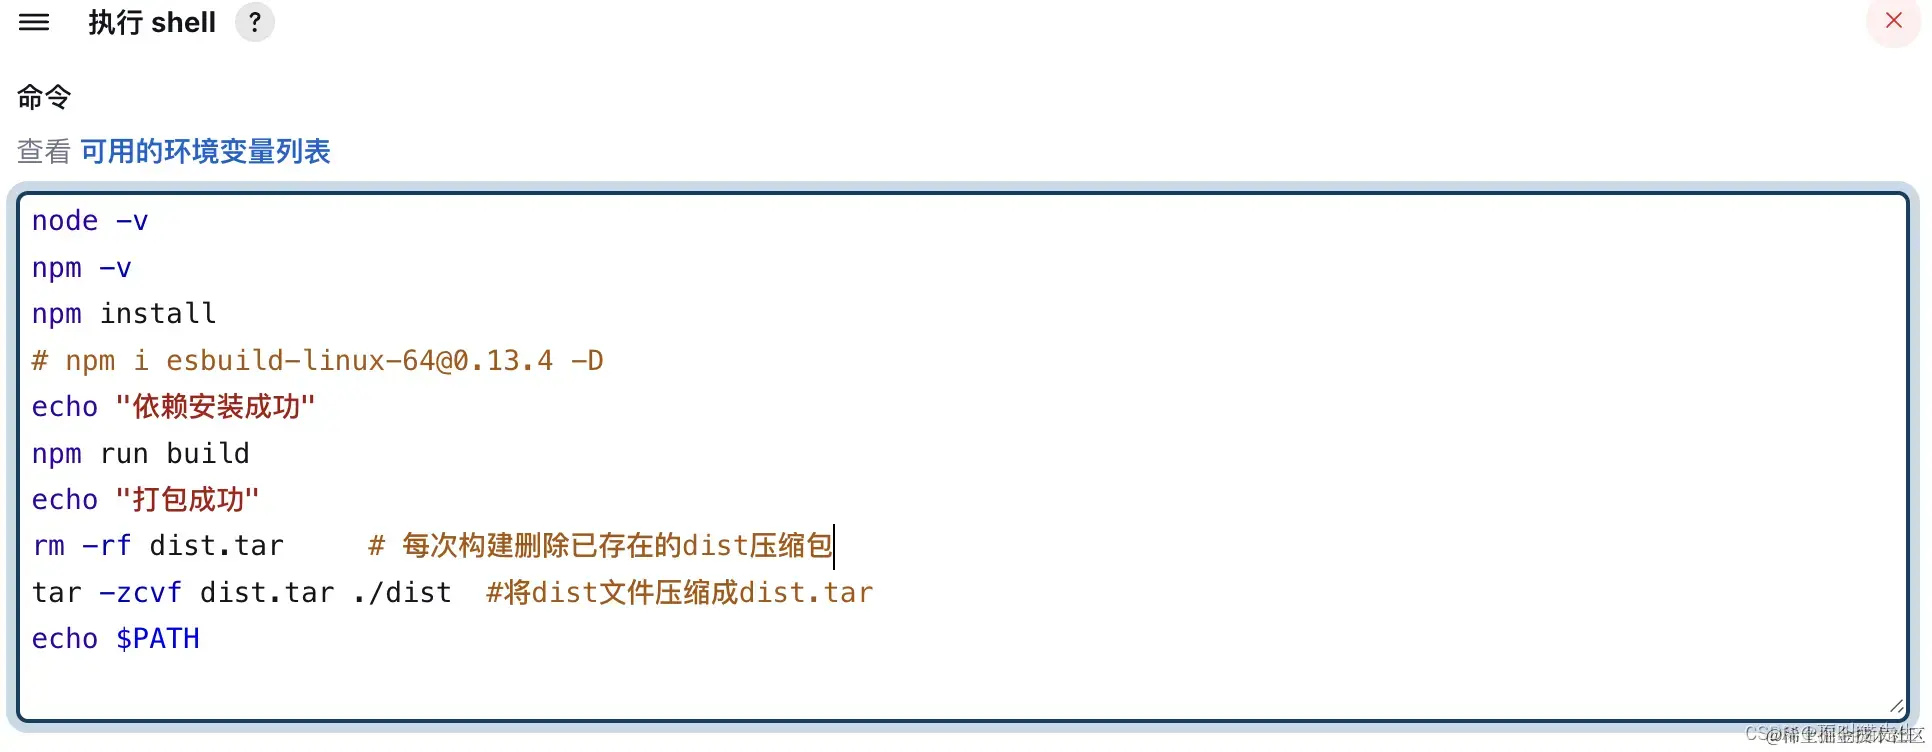 执行 shell ?
命令
查看 可用的环境变量列表
node -v
npm -v
npm install
# npm i esbuild-linux-64@0.13.4 -D
echo "依赖安装成功"
npm run build
echo "打包成功"
rm -rf dist.tar # 每次构建删除已存在的dist压缩包
tar -zcvf dist.tar ./dist #将dist文件压缩成dist.tar
echo $PATH
@稀土掘金技术社区